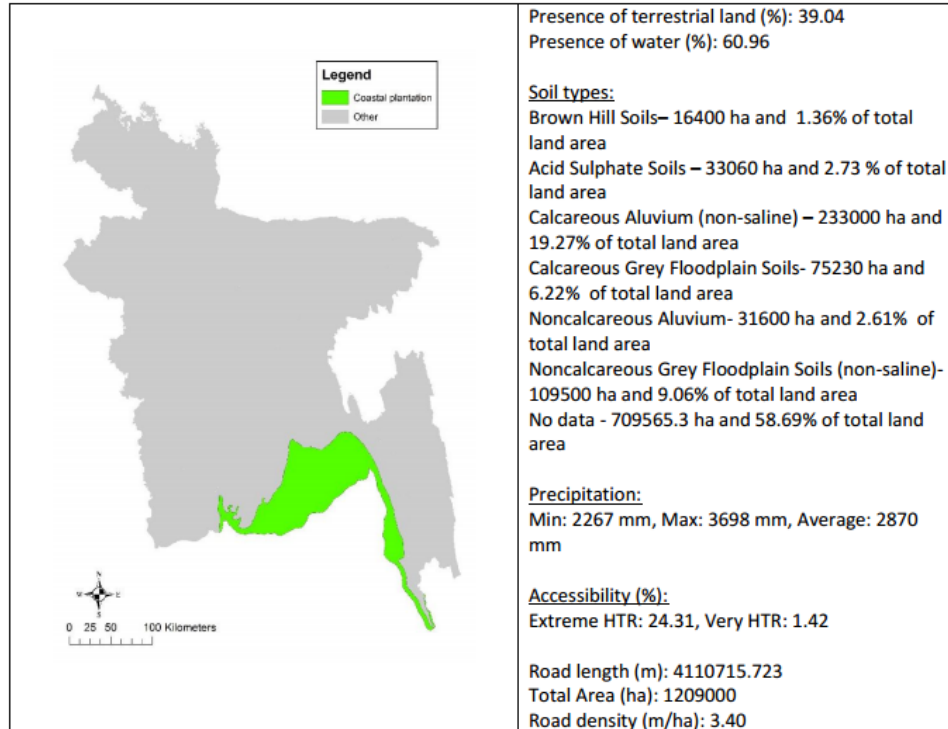 Legend
Coastal plantation
Other
N
W E
S
0 25 50 100 Kilometers
Presence of terrestrial land (%): 39.04
Presence of water (%): 60.96
Soil types:
Brown Hill Soils– 16400 ha and 1.36% of total
land area
Acid Sulphate Soils – 33060 ha and 2.73 % of total
land area
Calcareous Aluvium (non-saline) – 233000 ha and
19.27% of total land area
Calcareous Grey Floodplain Soils- 75230 ha and
6.22% of total land area
Noncalcareous Aluvium- 31600 ha and 2.61% of
total land area
Noncalcareous Grey Floodplain Soils (non-saline)-
109500 ha and 9.06% of total land area
No data - 709565.3 ha and 58.69% of total land
area
Precipitation:
Min: 2267 mm, Max: 3698 mm, Average: 2870
mm
Accessibility (%):
Extreme HTR: 24.31, Very HTR: 1.42
Road length (m): 4110715.723
Total Area (ha): 1209000
Road density (m/ha): 3.40